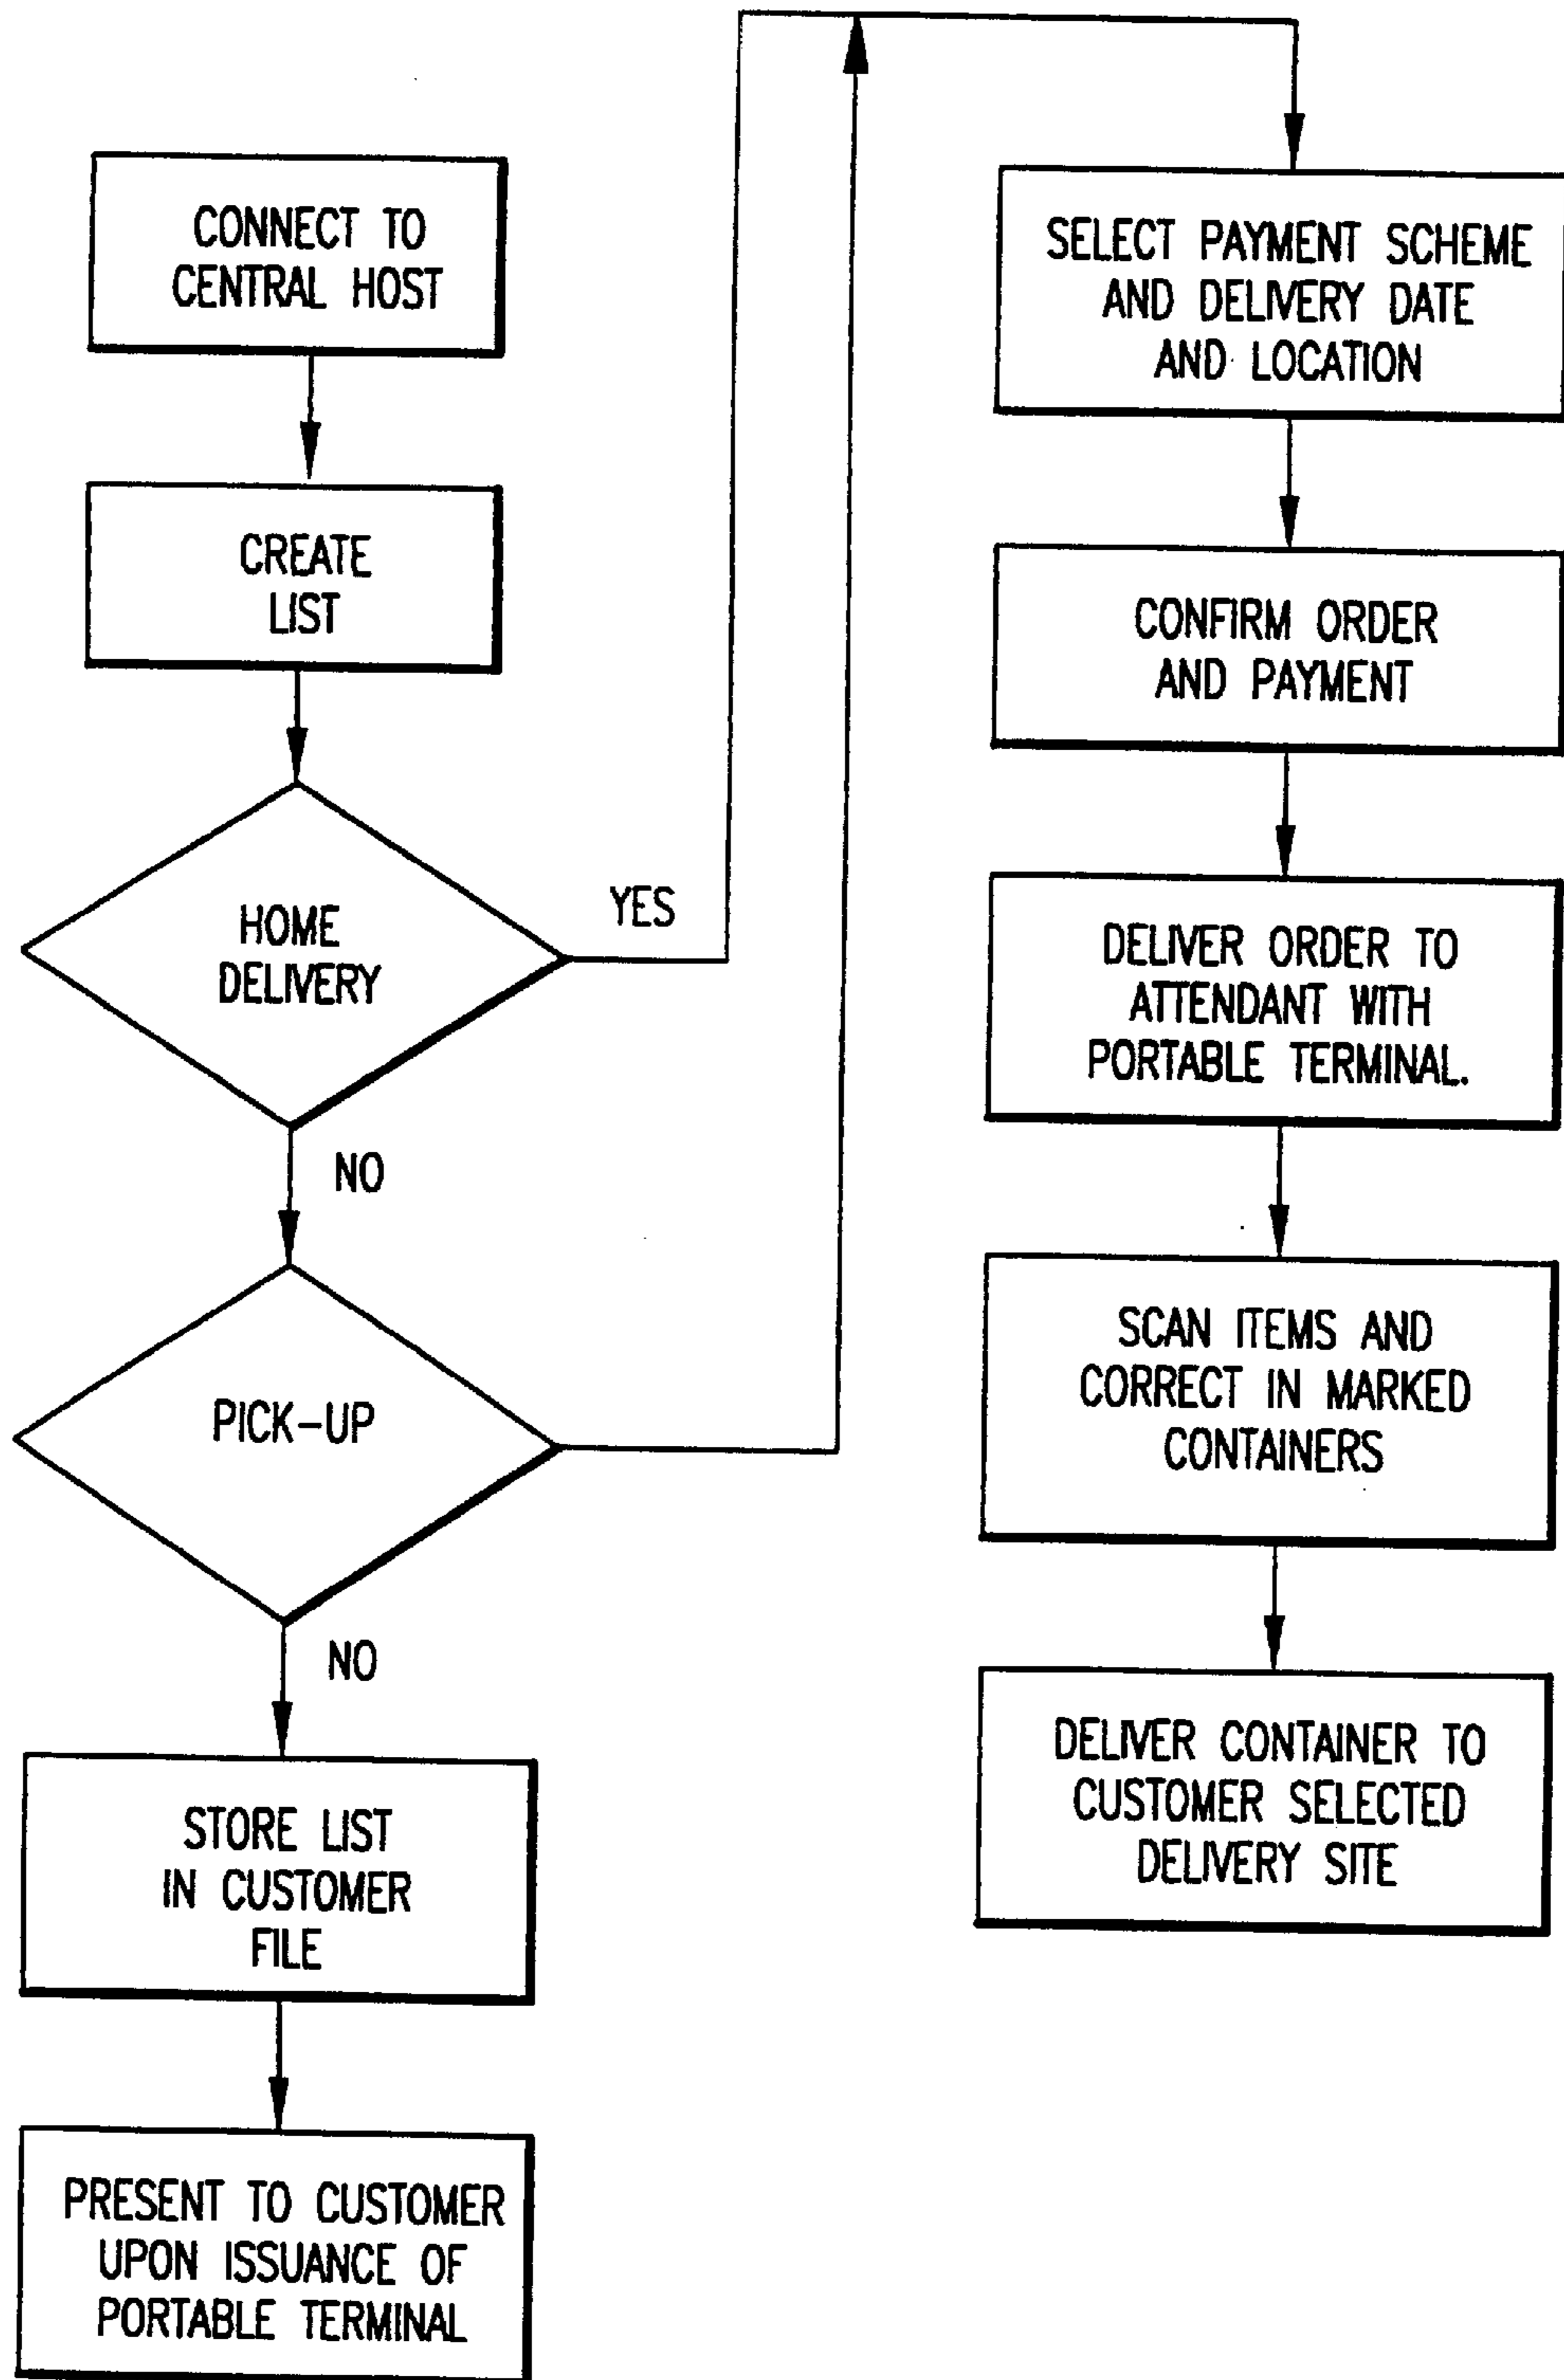 CONNECT TO
CENTRAL HOST
CREATE
LIST
HOME
DELIVERY
YES
NO
PICK-UP
NO
STORE LIST
IN CUSTOMER
FILE
PRESENT TO CUSTOMER
UPON ISSUANCE OF
PORTABLE TERMINAL
SELECT PAYMENT SCHEME
AND DELIVERY DATE
AND LOCATION
CONFIRM ORDER
AND PAYMENT
DELIVER ORDER TO
ATTENDANT WITH
PORTABLE TERMINAL.
SCAN ITEMS AND
CORRECT IN MARKED
CONTAINERS
DELIVER CONTAINER TO
CUSTOMER SELECTED
DELIVERY SITE